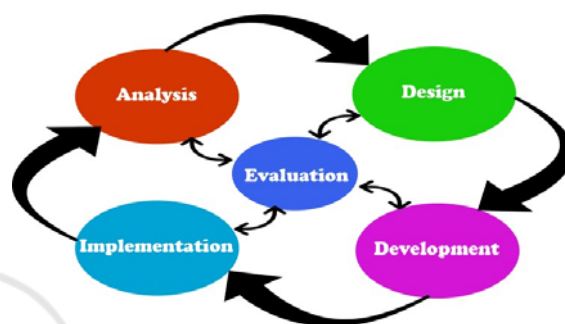 Analysis
Design
Evaluation
Implementation
Development